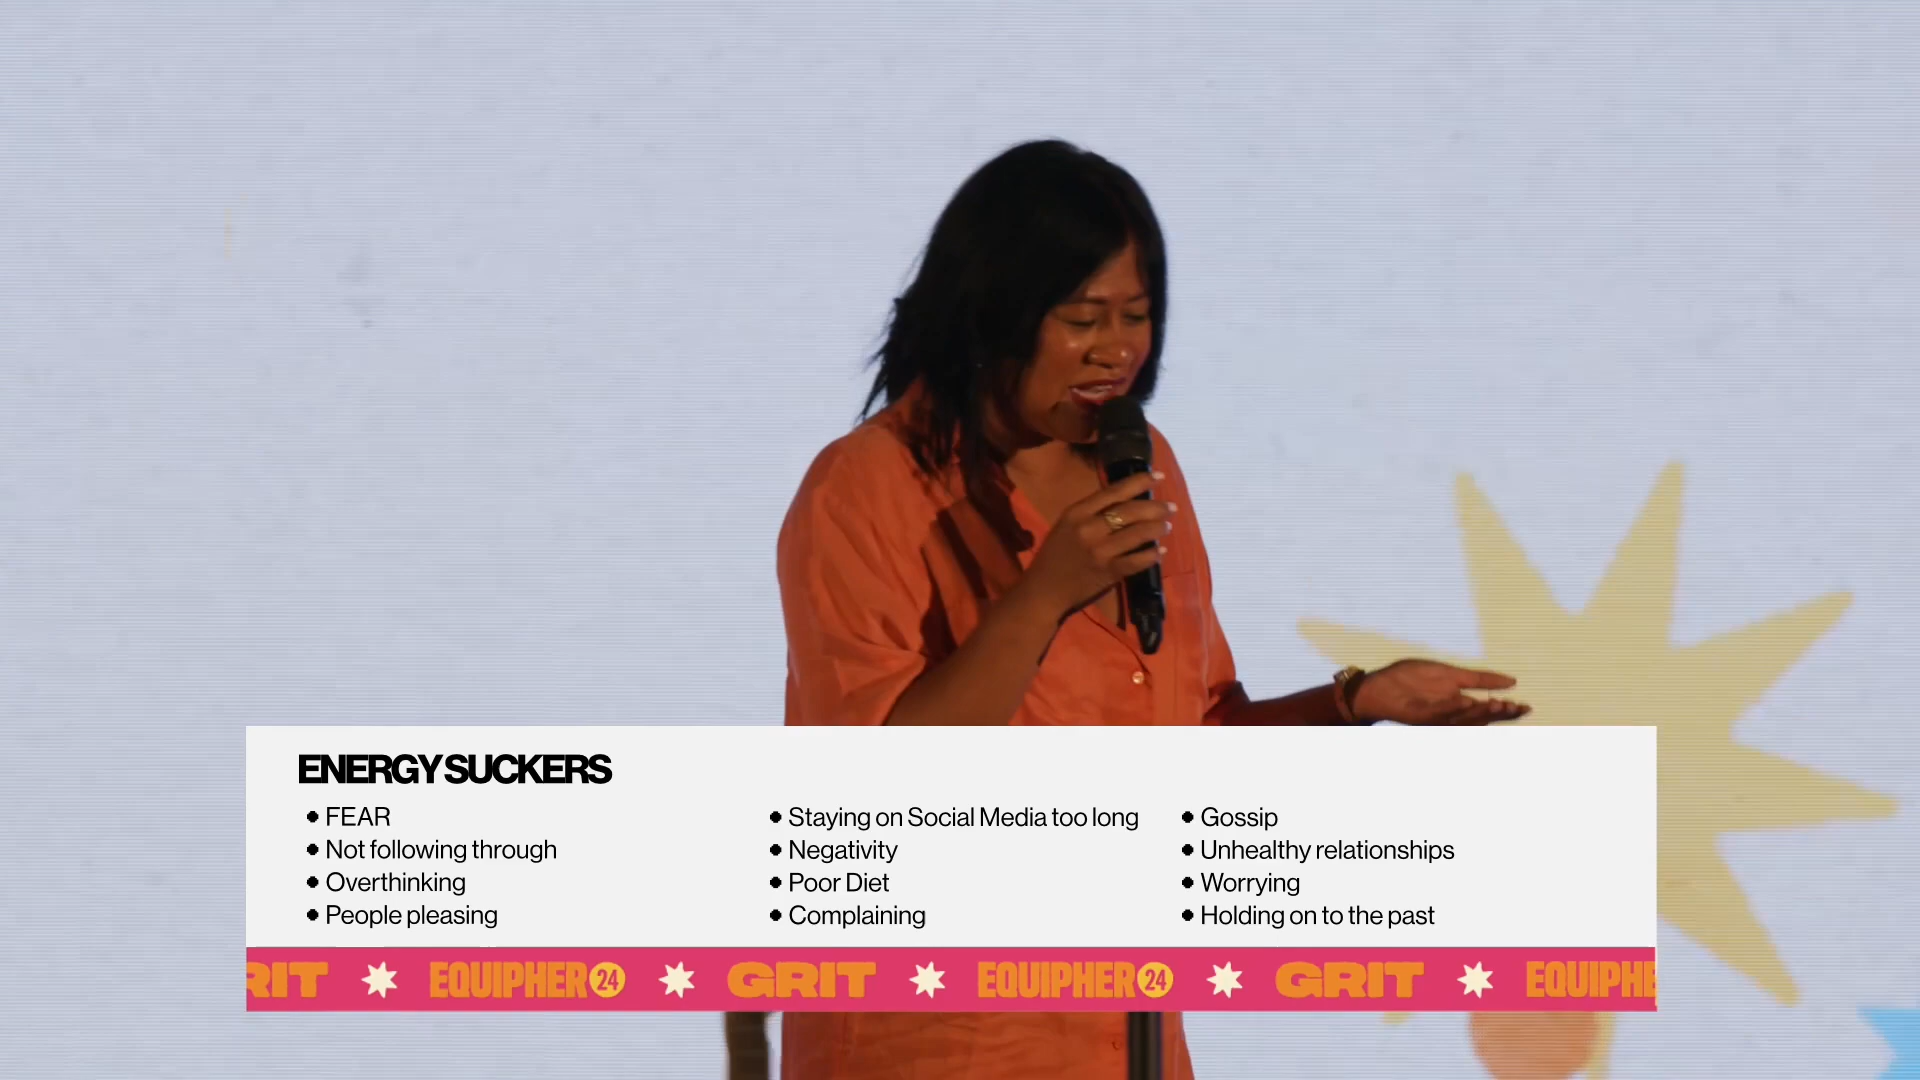 ENERGY SUCKERS
FEAR
Not following through
Overthinking
People pleasing
Staying on Social Media too long
Negativity
Poor Diet
Complaining
Gossip
Unhealthy relationships
Worrying
Holding on to the past
RIT EQUIPHER 24 GRIT EQUIPHER 24 GRIT EQUIPHE